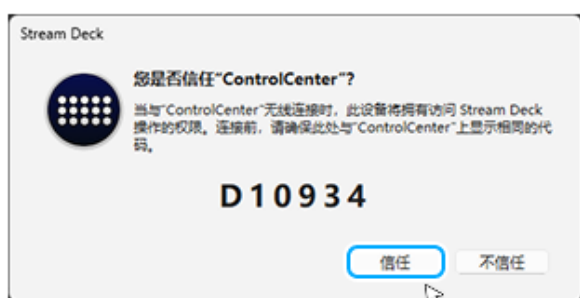 Stream Deck
您是否信任"ControlCenter"?
当与"ControlCenter"无线连接时，此设备将拥有访问 Stream Deck
操作的权限。连接前，请确保此处与"ControlCenter"上显示相同的代
码。
D10934
信任
不信任